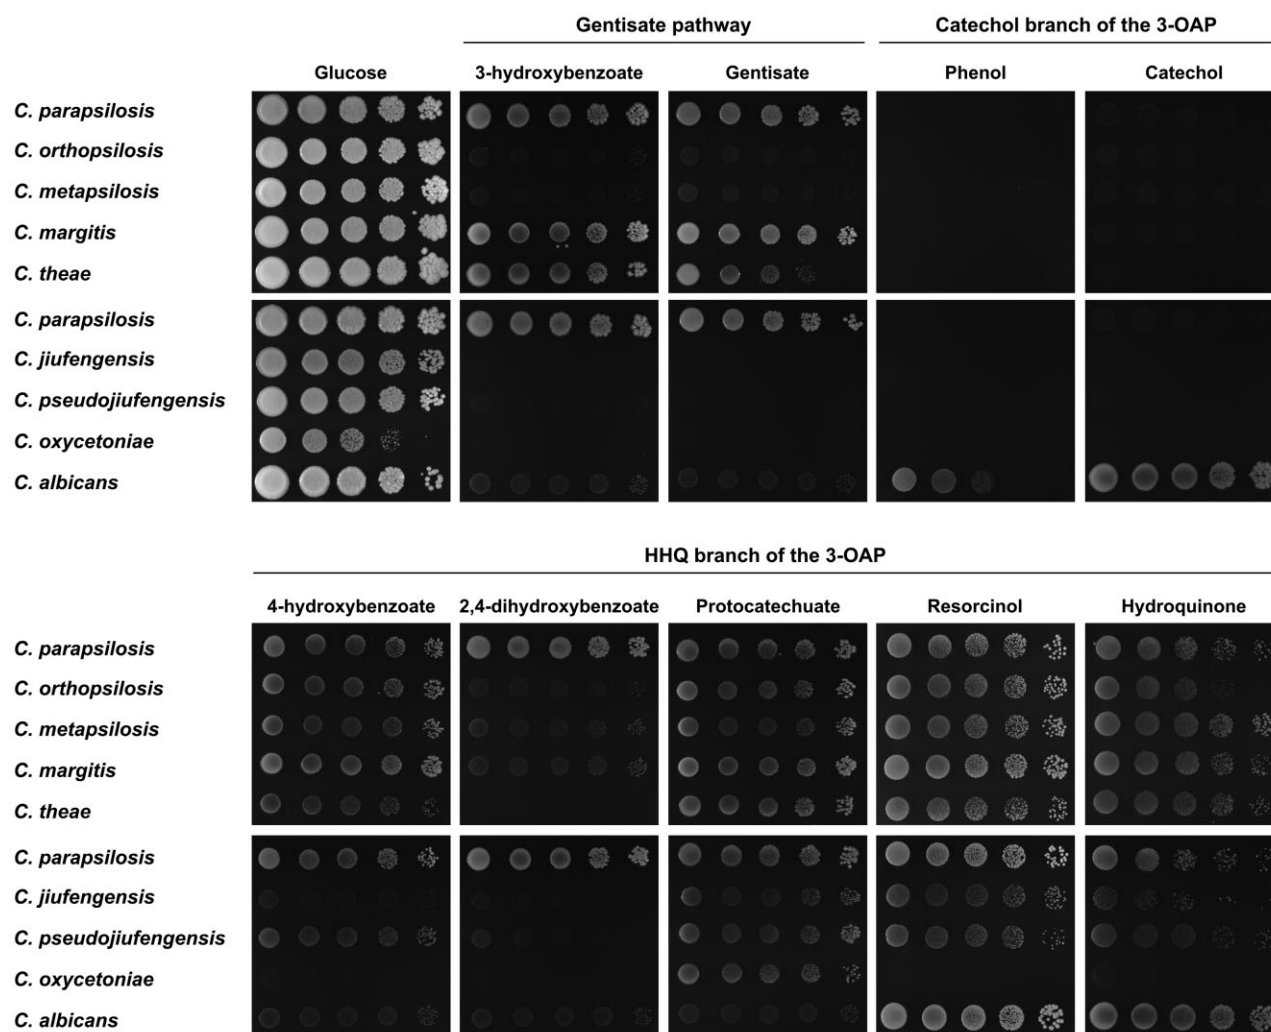 Gentisate pathway Catechol branch of the 3-OAP
Glucose 3-hydroxybenzoate Gentisate Phenol Catechol
C. parapsilosis
C. orthopsilosis
C. metapsilosis
C. margitis
C. theae
C. parapsilosis
C. jiufengensis
C. pseudojiufengensis
C. oxycetoniae
C. albicans
HHQ branch of the 3-OAP
4-hydroxybenzoate 2,4-dihydroxybenzoate Protocatechuate Resorcinol Hydroquinone
C. parapsilosis
C. orthopsilosis
C. metapsilosis
C. margitis
C. theae
C. parapsilosis
C. jiufengensis
C. pseudojiufengensis
C. oxycetoniae
C. albicans